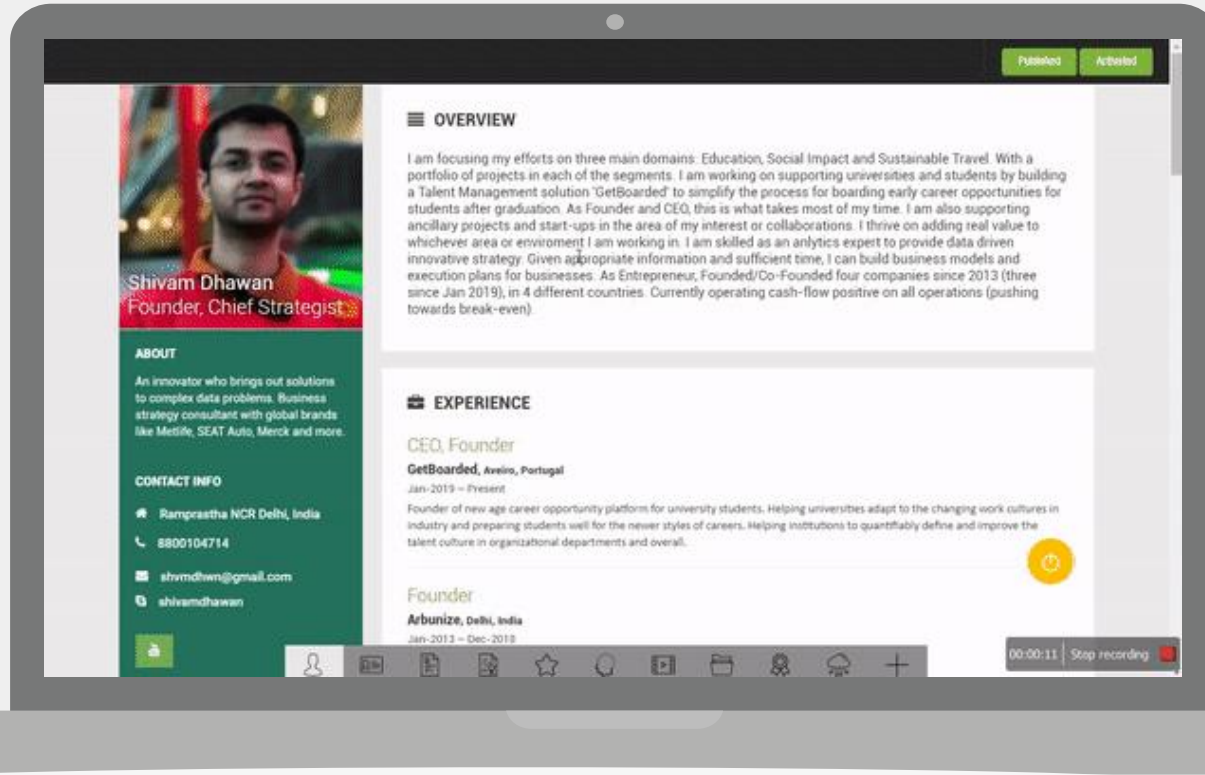 Published
Activated
Shivam Dhawan
Founder, Chief Strategist
ABOUT
An innovator who brings out solutions
to complex data problems. Business
strategy consultant with global brands
like Metlife, SEAT Auto, Merck and more.
CONTACT INFO
Ramprastha NCR Delhi, India
8800104714
shvmdhwn@gmail.com
shivamdhawan
OVERVIEW
I am focusing my efforts on three main domains: Education, Social Impact and Sustainable Travel. With a
portfolio of projects in each of the segments. I am working on supporting universities and students by building
a Talent Management solution 'GetBoarded' to simplify the process for boarding early career opportunities for
students after graduation. As Founder and CEO, this is what takes most of my time. I am also supporting
ancillary projects and start-ups in the area of my interest or collaborations. I thrive on adding real value to
whichever area or enviroment I am working in. I am skilled as an anlytics expert to provide data driven
innovative strategy. Given appropriate information and sufficient time, I can build business models and
execution plans for businesses. As Entrepreneur, Founded/Co-Founded four companies since 2013 (three
since Jan 2019), in 4 different countries. Currently operating cash-flow positive on all operations (pushing
towards break-even).
EXPERIENCE
CEO, Founder
GetBoarded, Aveiro, Portugal
Jan-2019 – Present
Founder of new age career opportunity platform for university students. Helping universities adapt to the changing work cultures in
industry and preparing students well for the newer styles of careers. Helping institutions to quantifiably define and improve the
talent culture in organizational departments and overall.
Founder
Arbunize, Delhi, India
Jan-2013 – Dec-2018
00:00:11 Stop recording